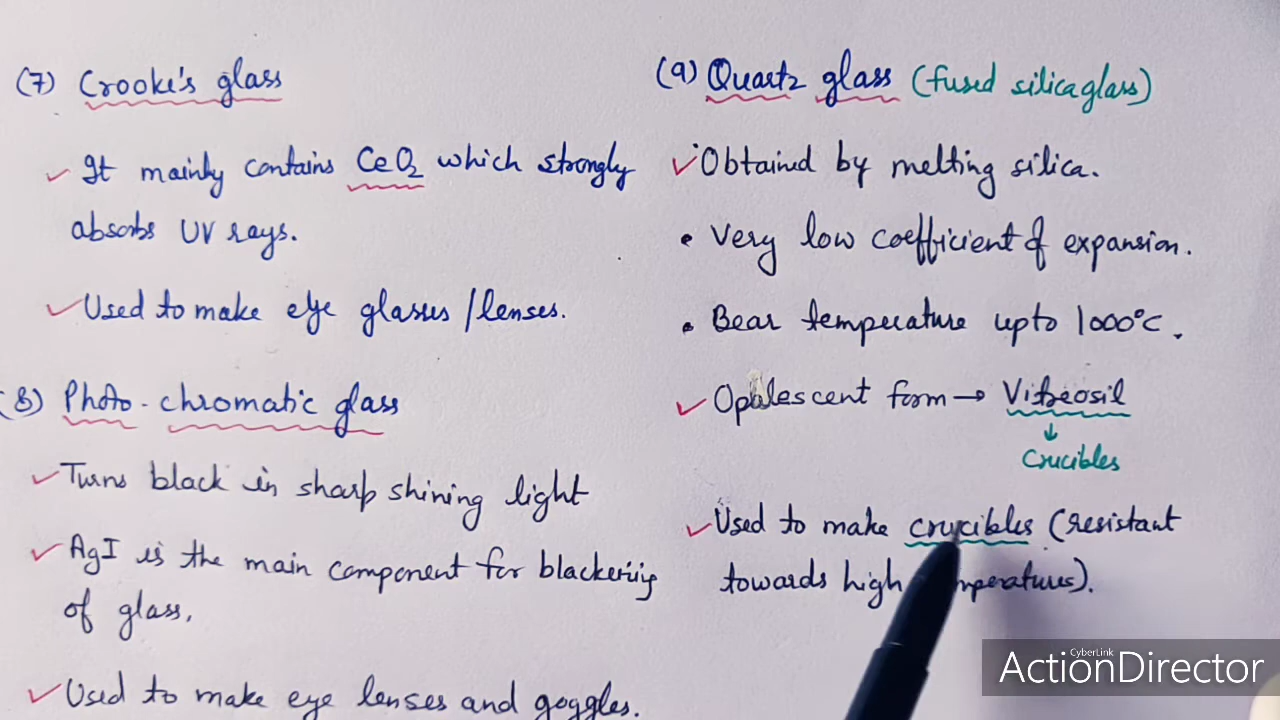 (7) Crooke's glass
It mainly contains CeO2 which strongly
absorbs UV rays.
Used to make eye glasses/lenses.
(8) Photo-chromatic glass
Turns black in sharp shining light
AgI is the main component for blackening
of glass.
Used to make eye lenses and goggles.
(9) Quartz glass (fused silica glass)
Obtained by melting silica.
• Very low coefficient of expansion.
• Bear temperature upto 1000°C.
Opalescent form → Vitreosil
↓
Crucibles
Used to make crucibles (resistant
towards high temperatures).
CyberLink
ActionDirector